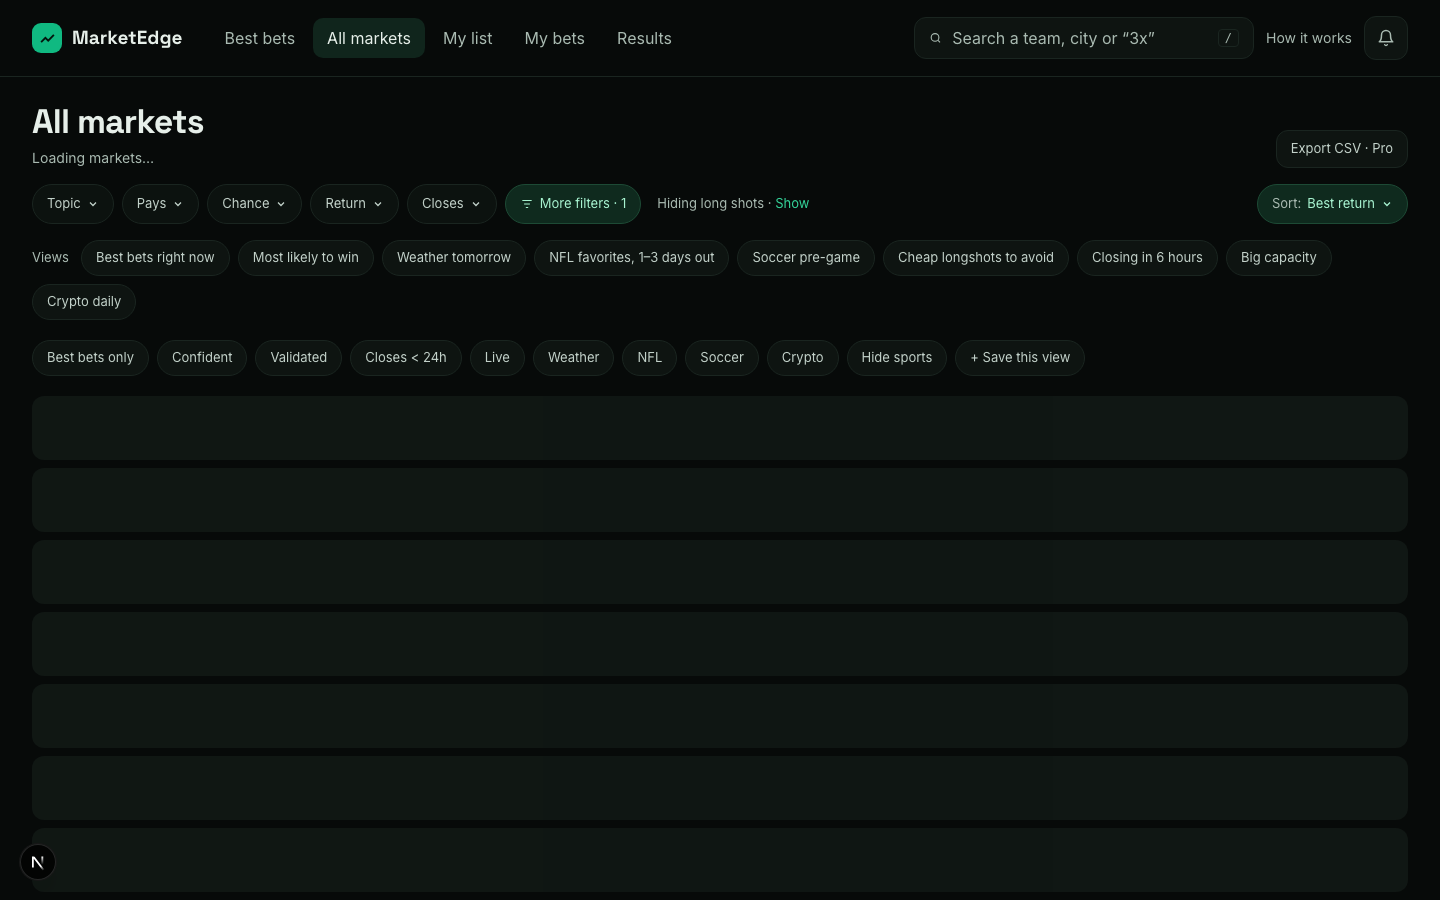 MarketEdge Best bets All markets My list My bets Results Search a team, city or “3x” / How it works
All markets
Loading markets...
Export CSV · Pro
Topic Pays Chance Return Closes More filters · 1 Hiding long shots · Show Sort: Best return
Views Best bets right now Most likely to win Weather tomorrow NFL favorites, 1–3 days out Soccer pre-game Cheap longshots to avoid Closing in 6 hours Big capacity
Crypto daily
Best bets only Confident Validated Closes < 24h Live Weather NFL Soccer Crypto Hide sports + Save this view
N